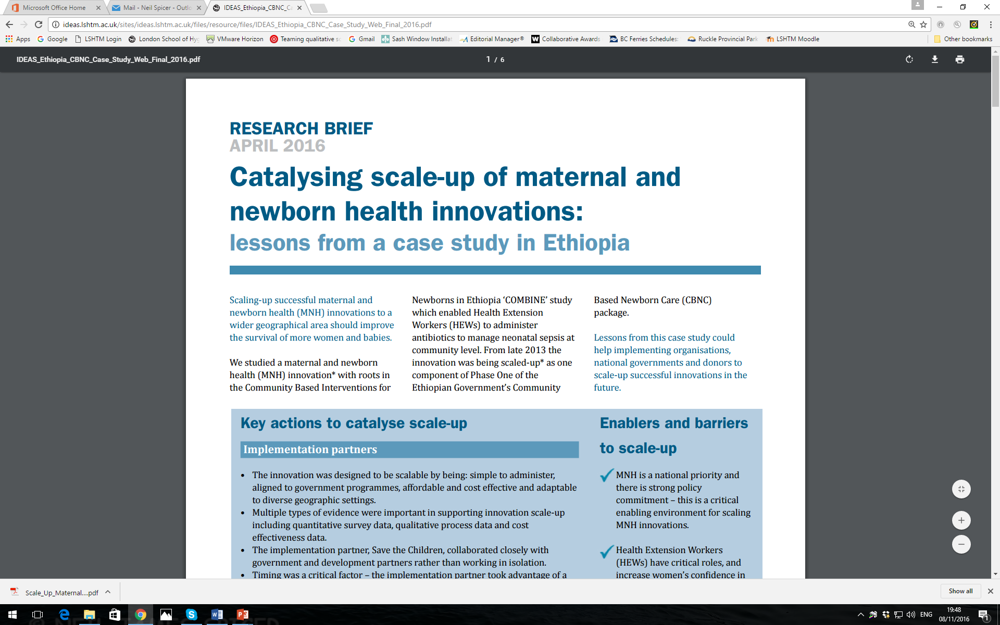 Microsoft Office Home
Mail - Neil Spicer - Outlo
IDEAS_Ethiopia_CBNC_C
ideas.lshtm.ac.uk/sites/ideas.lshtm.ac.uk/files/resource/files/IDEAS_Ethiopia_CBNC_Case_Study_Web_Final_2016.pdf
Apps Google LSHTM Login London School of Hyg VMware Horizon Teaming qualitative sc Gmail Sash Window Installat Editorial Manager® Collaborative Awards BC Ferries Schedules: Ruckle Provincial Park LSHTM Moodle Other bookmarks
IDEAS_Ethiopia_CBNC_Case_Study_Web_Final_2016.pdf
1 / 6
RESEARCH BRIEF
APRIL 2016
Catalysing scale-up of maternal and
newborn health innovations:
lessons from a case study in Ethiopia
Scaling-up successful maternal and
newborn health (MNH) innovations to a
wider geographical area should improve
the survival of more women and babies.
We studied a maternal and newborn
health (MNH) innovation* with roots in
the Community Based Interventions for
Newborns in Ethiopia ‘COMBINE’ study
which enabled Health Extension
Workers (HEWs) to administer
antibiotics to manage neonatal sepsis at
community level. From late 2013 the
innovation was being scaled-up* as one
component of Phase One of the
Ethiopian Government’s Community
Based Newborn Care (CBNC)
package.
Lessons from this case study could
help implementing organisations,
national governments and donors to
scale-up successful innovations in the
future.
Key actions to catalyse scale-up
Implementation partners
• The innovation was designed to be scalable by being: simple to administer,
aligned to government programmes, affordable and cost effective and adaptable
to diverse geographic settings.
• Multiple types of evidence were important in supporting innovation scale-up
including quantitative survey data, qualitative process data and cost
effectiveness data.
• The implementation partner, Save the Children, collaborated closely with
government and development partners rather than working in isolation.
• Timing was a critical factor – the implementation partner took advantage of a
Enablers and barriers
to scale-up
MNH is a national priority and
there is strong policy
commitment – this is a critical
enabling environment for scaling
MNH innovations.
Health Extension Workers
(HEWs) have critical roles, and
increase women’s confidence in
Scale_Up_Maternal....pdf
Show all
ENG
19:48
08/11/2016
1